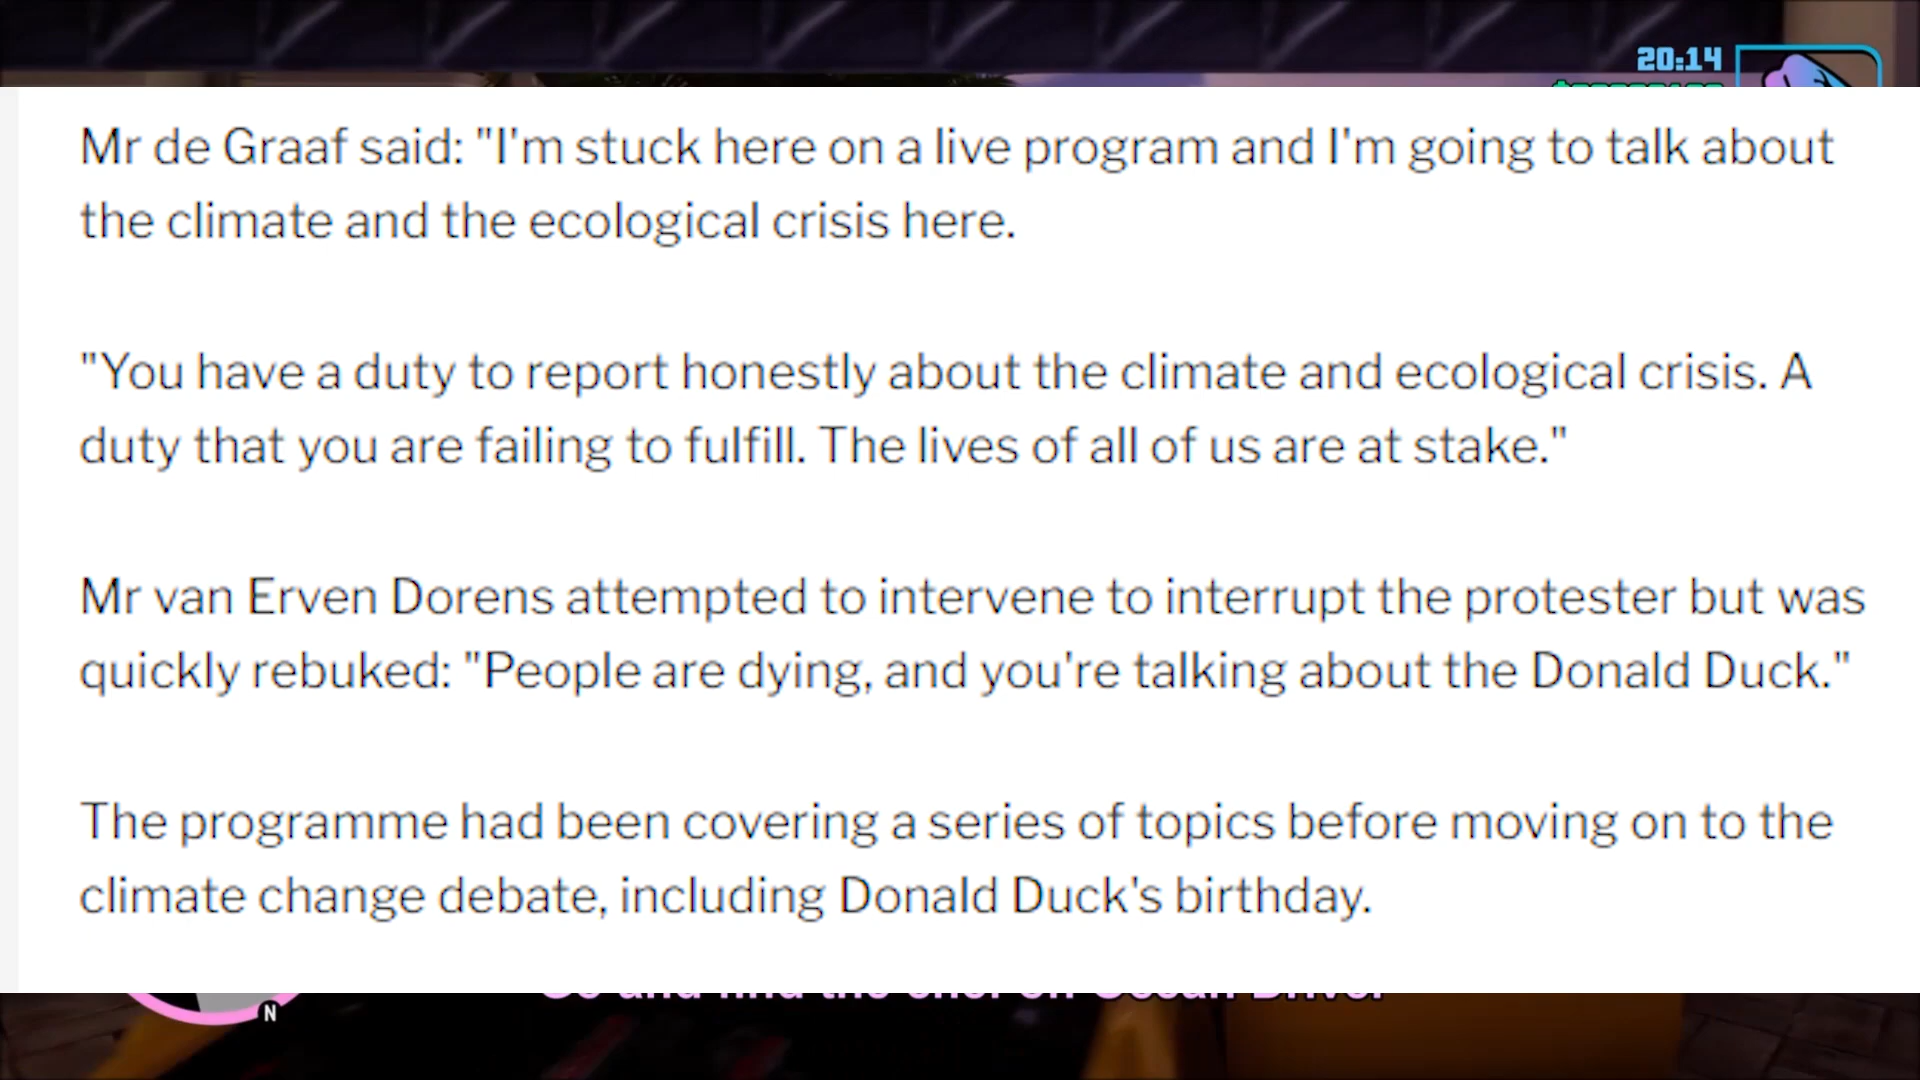 20:14
Mr de Graaf said: "I'm stuck here on a live program and I'm going to talk about
the climate and the ecological crisis here.
"You have a duty to report honestly about the climate and ecological crisis. A
duty that you are failing to fulfill. The lives of all of us are at stake."
Mr van Erven Dorens attempted to intervene to interrupt the protester but was
quickly rebuked: "People are dying, and you're talking about the Donald Duck."
The programme had been covering a series of topics before moving on to the
climate change debate, including Donald Duck's birthday.
N